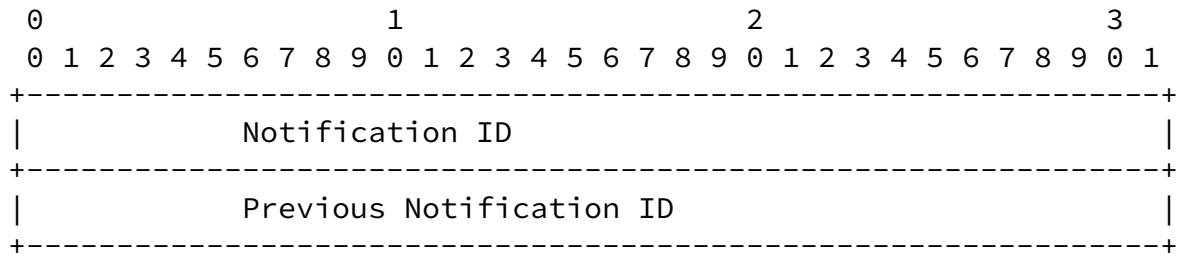 0                   1                   2                   3
 0 1 2 3 4 5 6 7 8 9 0 1 2 3 4 5 6 7 8 9 0 1 2 3 4 5 6 7 8 9 0 1
+---------------------------------------------------------------+
|            Notification ID                                    |
+---------------------------------------------------------------+
|            Previous Notification ID                           |
+---------------------------------------------------------------+